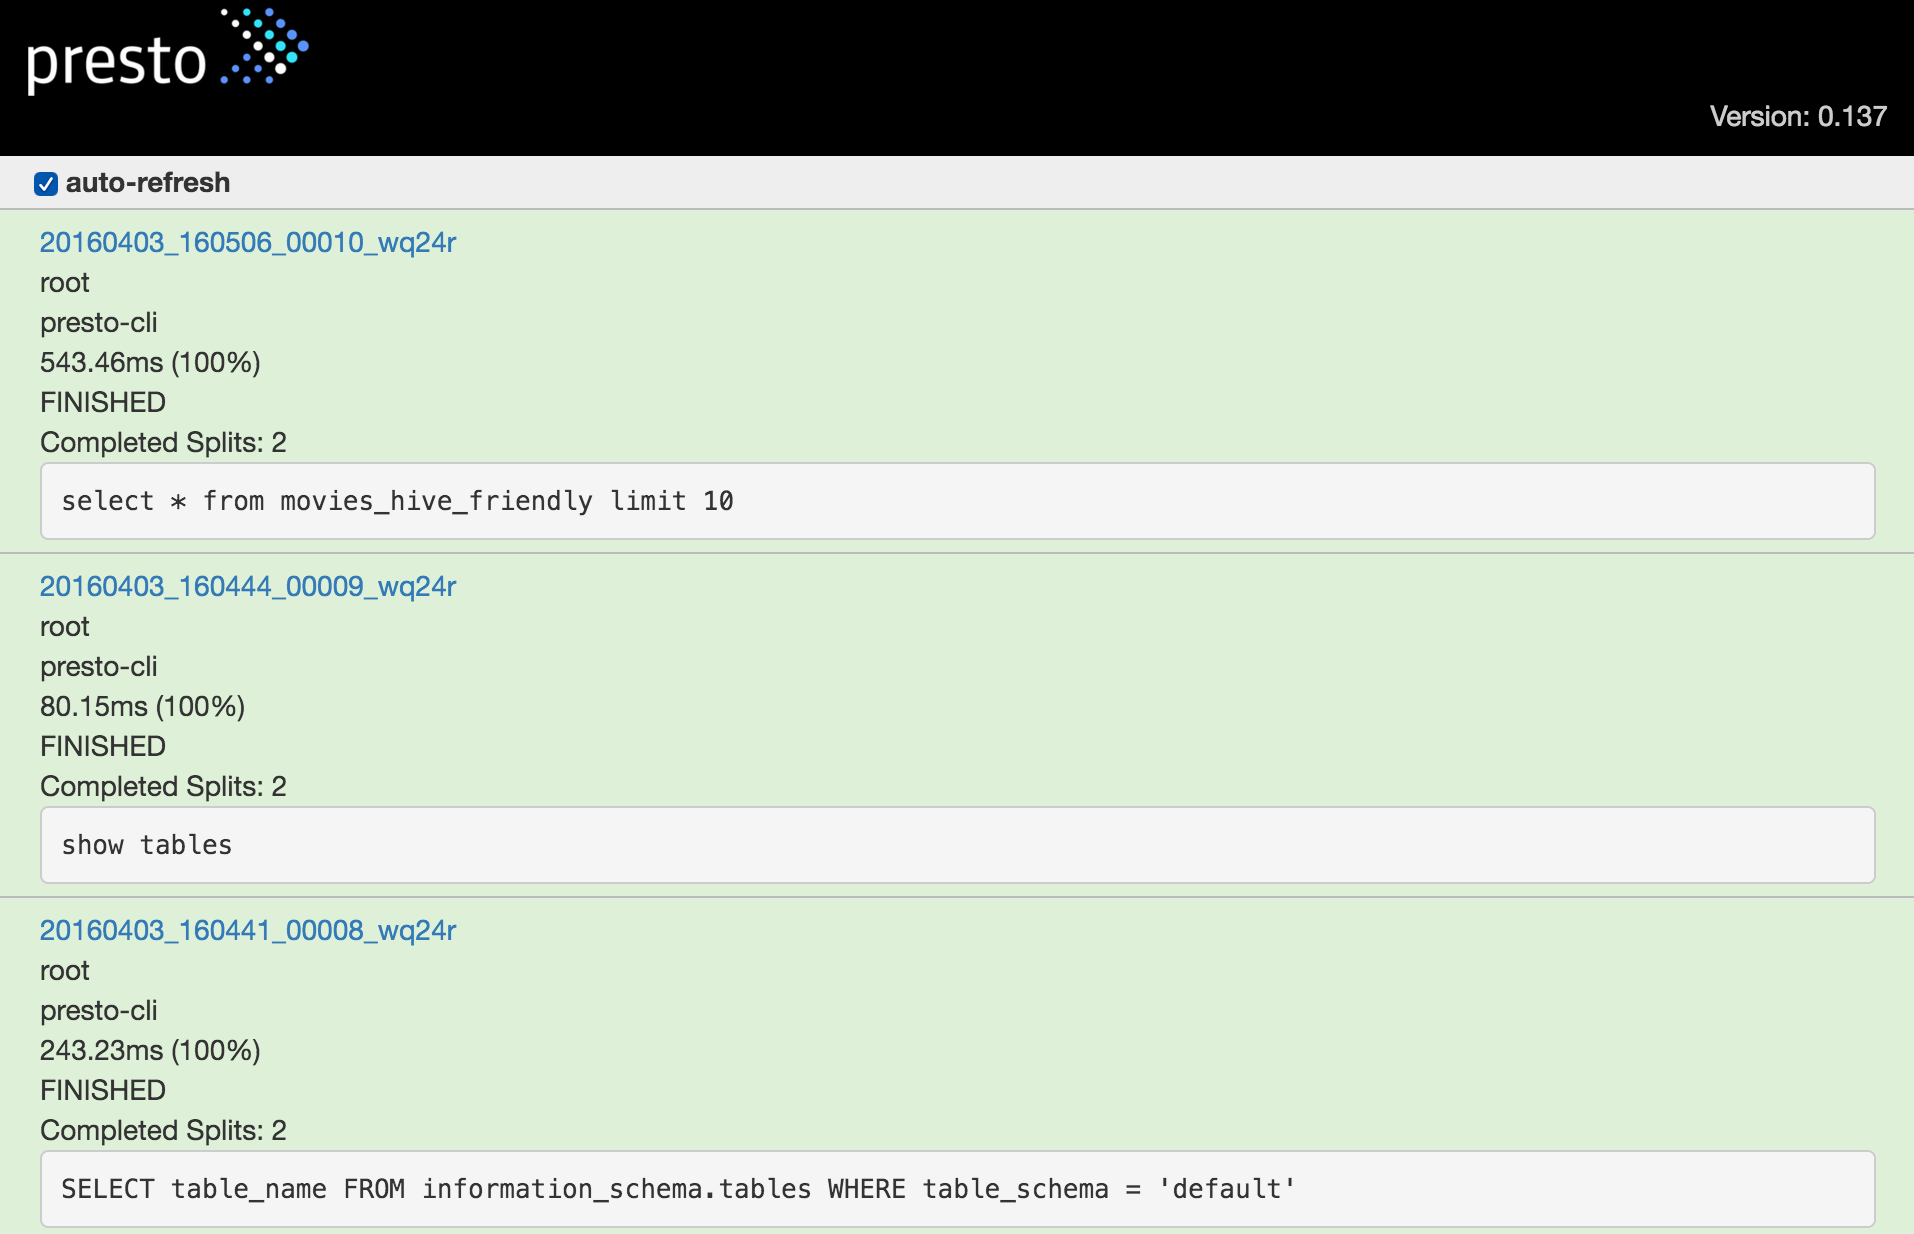 presto
Version: 0.137
auto-refresh
20160403_160506_00010_wq24r
root
presto-cli
543.46ms (100%)
FINISHED
Completed Splits: 2
select * from movies_hive_friendly limit 10
20160403_160444_00009_wq24r
root
presto-cli
80.15ms (100%)
FINISHED
Completed Splits: 2
show tables
20160403_160441_00008_wq24r
root
presto-cli
243.23ms (100%)
FINISHED
Completed Splits: 2
SELECT table_name FROM information_schema.tables WHERE table_schema = 'default'